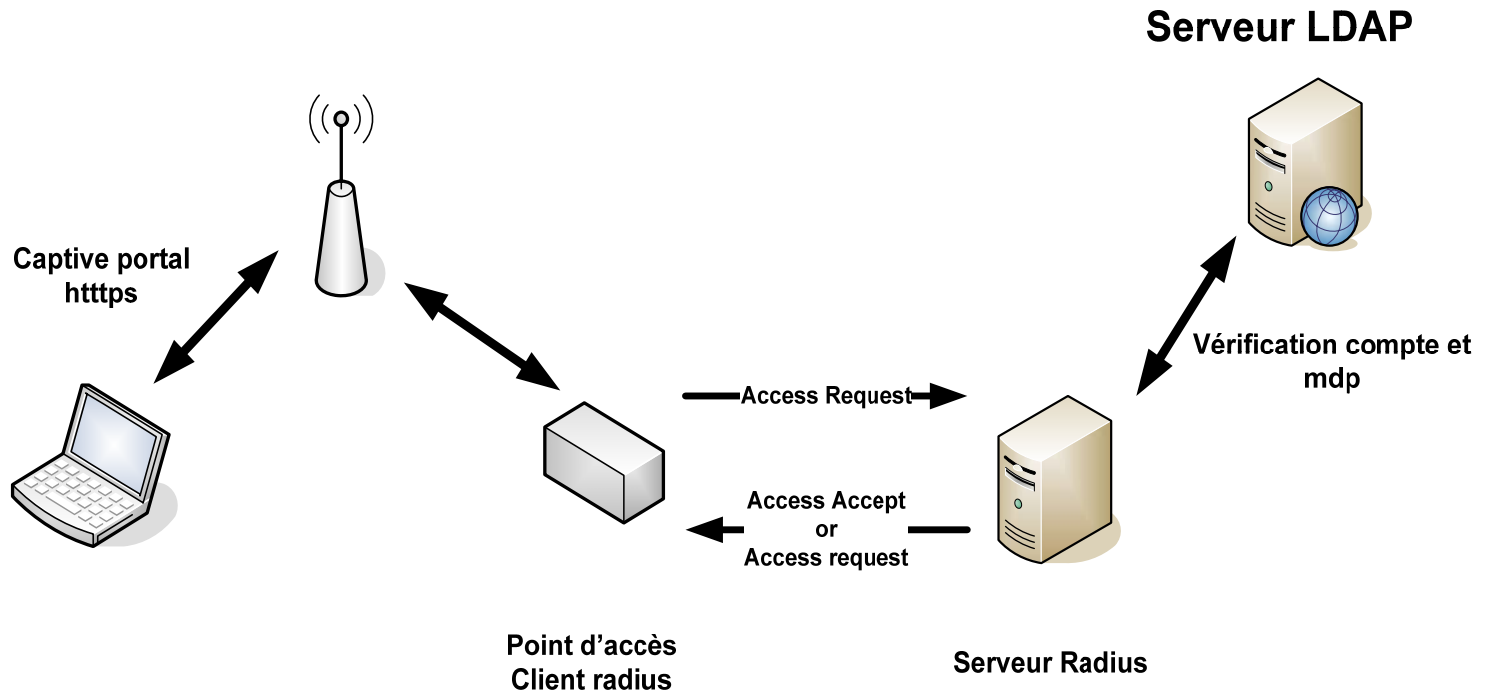 Serveur LDAP
Captive portal
htttps
Vérification compte et
mdp
Access Request
Access Accept
or
Access request
Point d'accès
Client radius
Serveur Radius